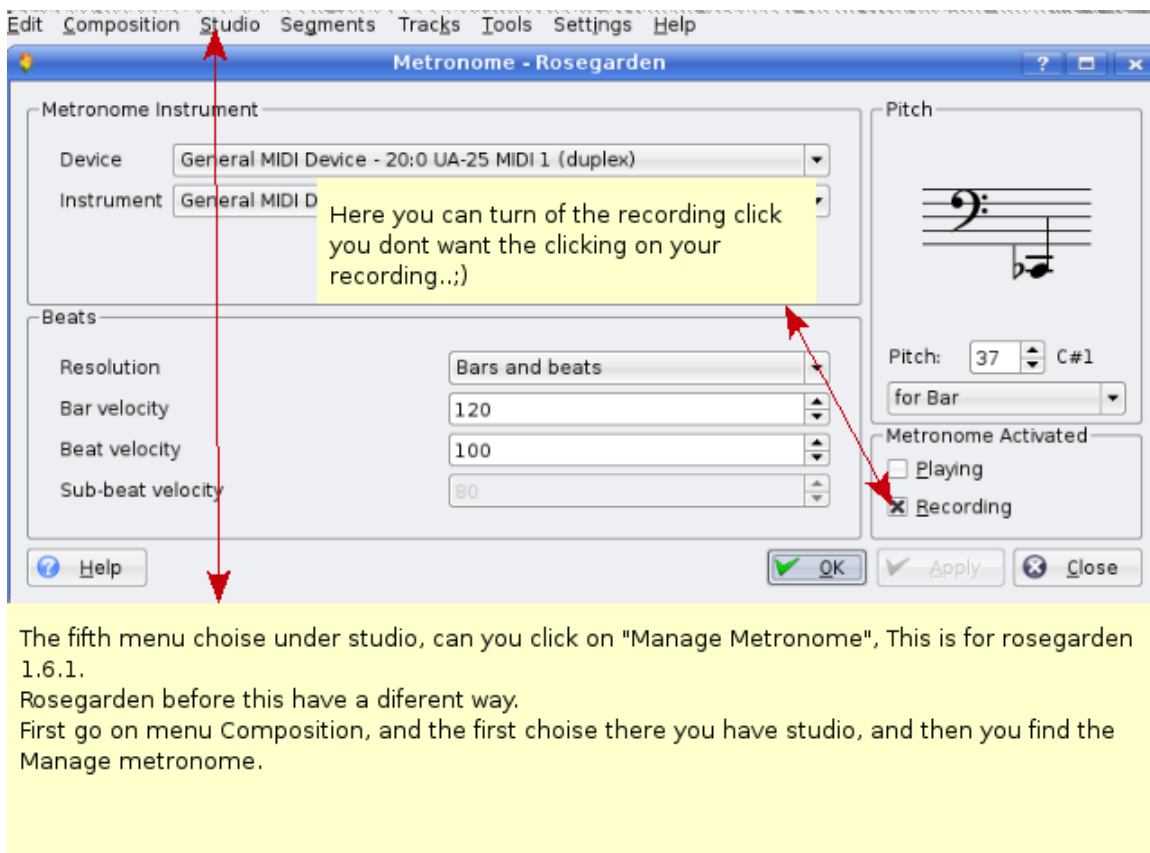 Edit Composition Studio Segments Tracks Tools Settings Help
Metronome - Rosegarden
Metronome Instrument
Device General MIDI Device - 20:0 UA-25 MIDI 1 (duplex)
Instrument General MIDI D
Here you can turn of the recording click
you dont want the clicking on your
recording..;)
Beats
Resolution Bars and beats
Bar velocity 120
Beat velocity 100
Sub-beat velocity 80
Pitch
Pitch: 37 C#1
for Bar
Metronome Activated
Playing
Recording
Help OK Apply Close
The fifth menu choise under studio, can you click on "Manage Metronome", This is for rosegarden
1.6.1.
Rosegarden before this have a diferent way.
First go on menu Composition, and the first choise there you have studio, and then you find the
Manage metronome.